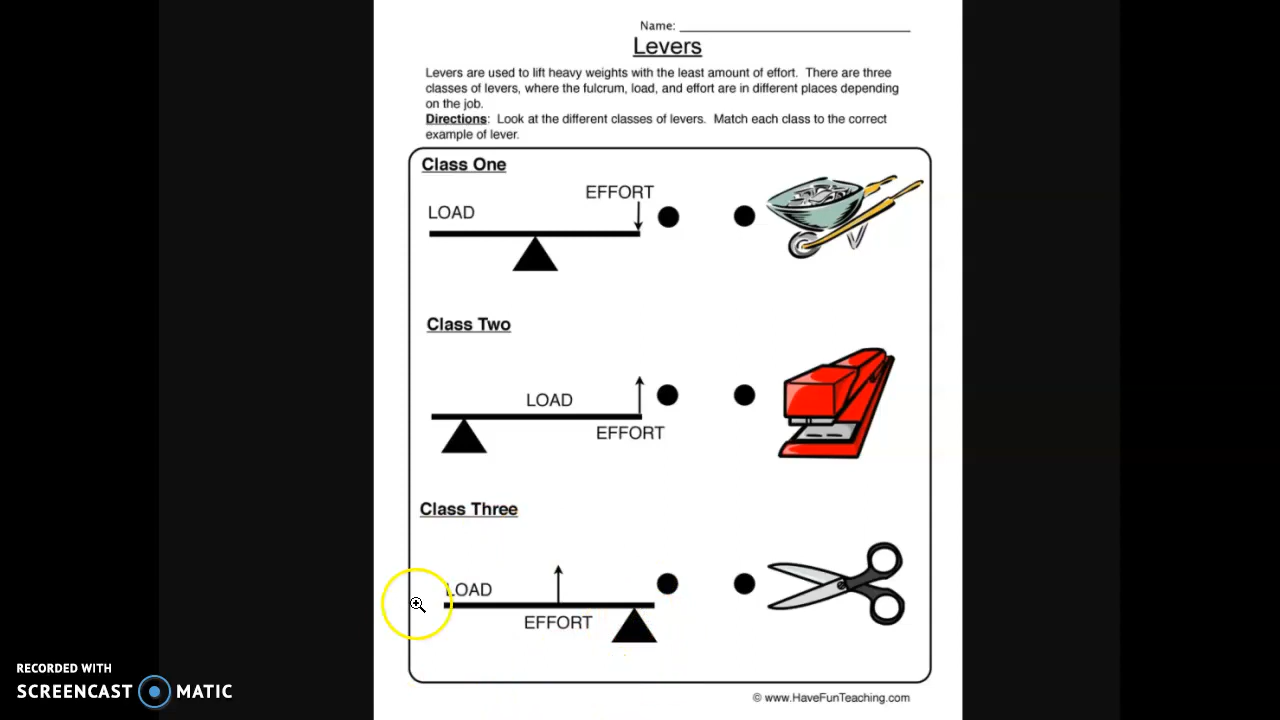 Name:
Levers
Levers are used to lift heavy weights with the least amount of effort.  There are three
classes of levers, where the fulcrum, load, and effort are in different places depending
on the job.
Directions:  Look at the different classes of levers.  Match each class to the correct
example of lever.
Class One
EFFORT
LOAD
Class Two
LOAD
EFFORT
Class Three
LOAD
EFFORT
© www.HaveFunTeaching.com
RECORDED WITH
SCREENCAST MATIC